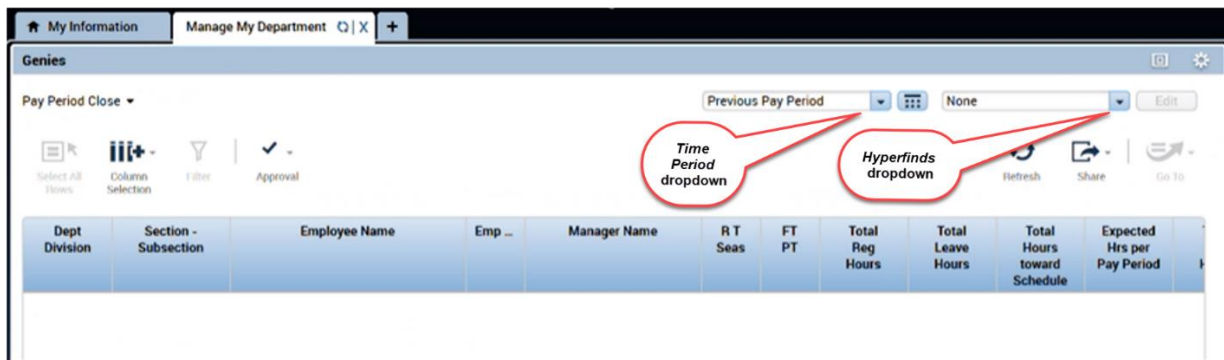 My Information
Manage My Department
X
+
Genies
Pay Period Close
Previous Pay Period
None
Edit
Time
Period
dropdown
Hyperfinds
dropdown
Select All
Rows
Column
Selection
Filter
Approval
Refresh
Share
Go To
Dept
Division
Section -
Subsection
Employee Name
Emp ...
Manager Name
R T
Seas
FT
PT
Total
Reg
Hours
Total
Leave
Hours
Total
Hours
toward
Schedule
Expected
Hrs per
Pay Period